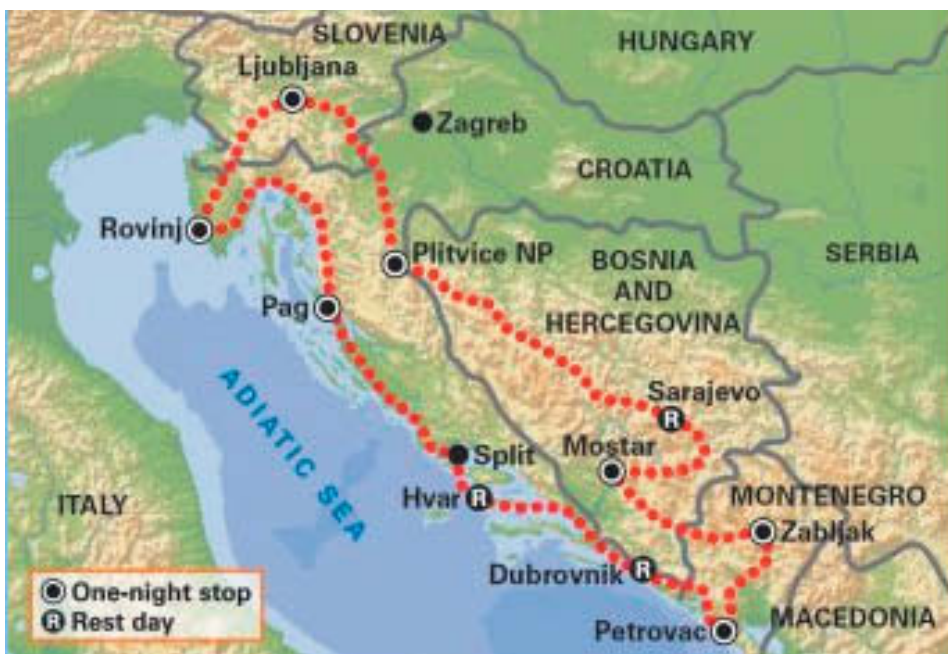 SLOVENIA
HUNGARY
Ljubljana
Zagreb
CROATIA
Rovinj
Plitvice NP
BOSNIA
AND
HERCEGOVINA
SERBIA
Pag
ADIATIC SEA
Sarajevo
Mostar
Split
ITALY
Hvar
R
R
MONTENEGRO
Zabljak
Dubrovnik
R
MACEDONIA
Petrovac
One-night stop
R Rest day